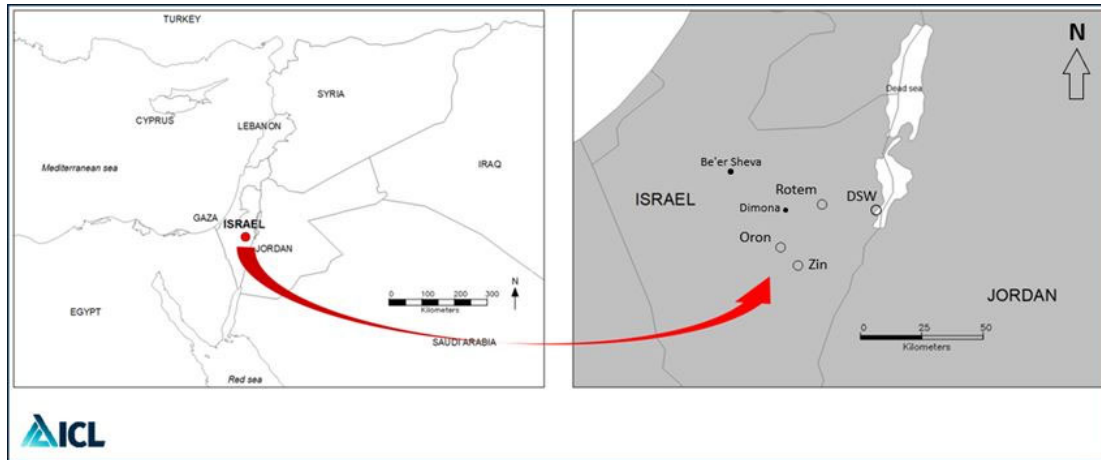 TURKEY
SYRIA
CYPRUS
LEBANON
Mediterranean sea
IRAQ
GAZA
ISRAEL
JORDAN
N
0 100 200 300
Kilometers
EGYPT
SAUDI ARABIA
Red sea
N
Dead sea
Be'er Sheva
ISRAEL
Rotem
DSW
Dimona
Oron
Zin
JORDAN
0 25 50
Kilometers
ICL